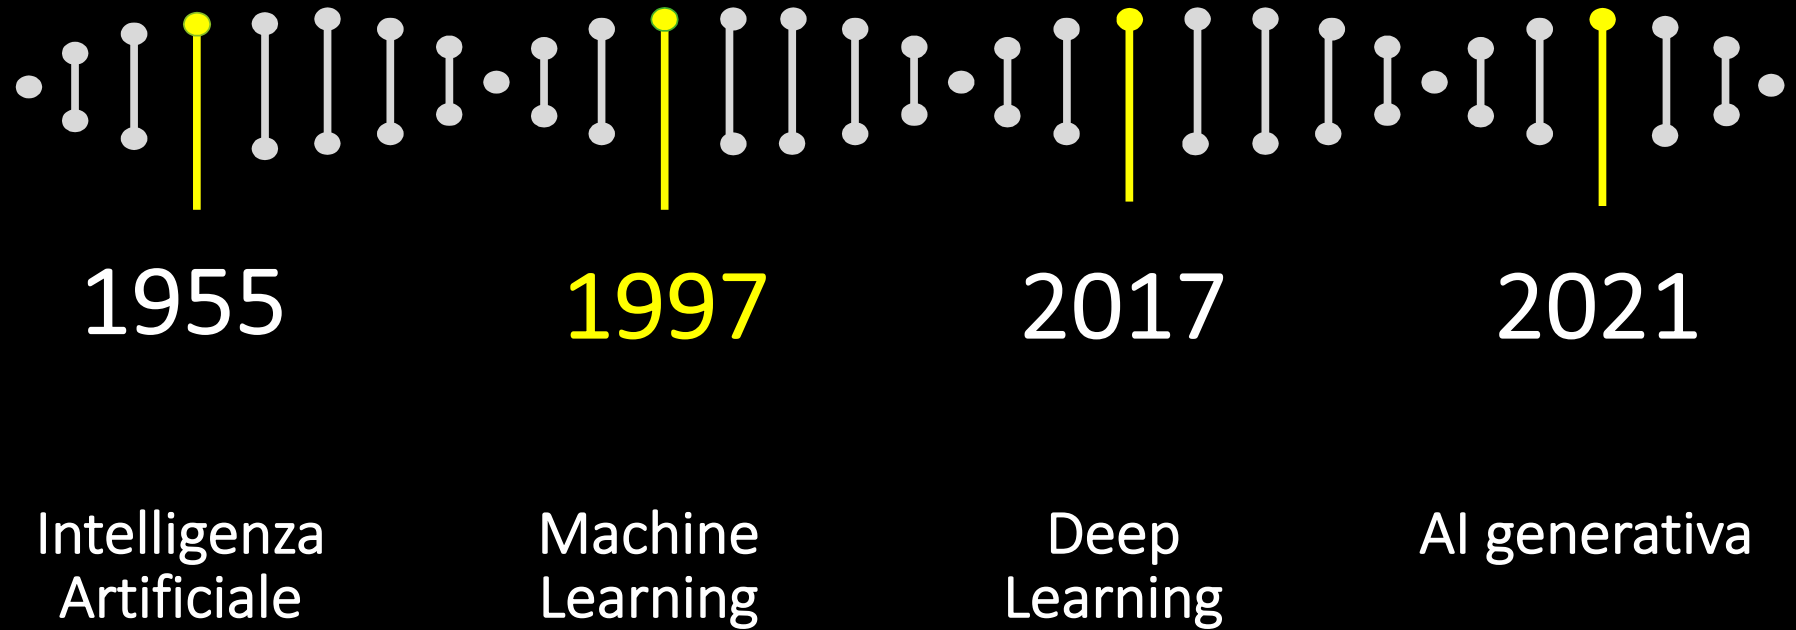 1955
1997
2017
2021
Intelligenza
Artificiale
Machine
Learning
Deep
Learning
AI generativa